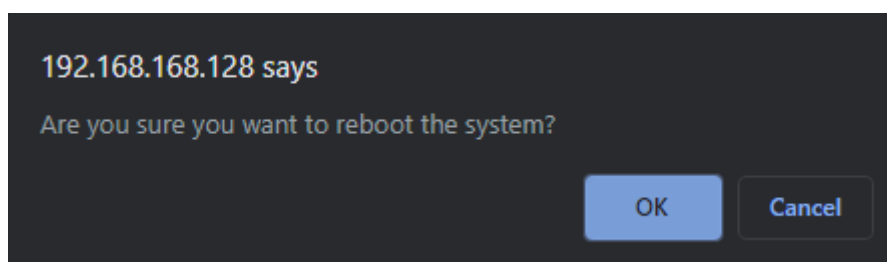 192.168.168.128 says
Are you sure you want to reboot the system?
OK Cancel